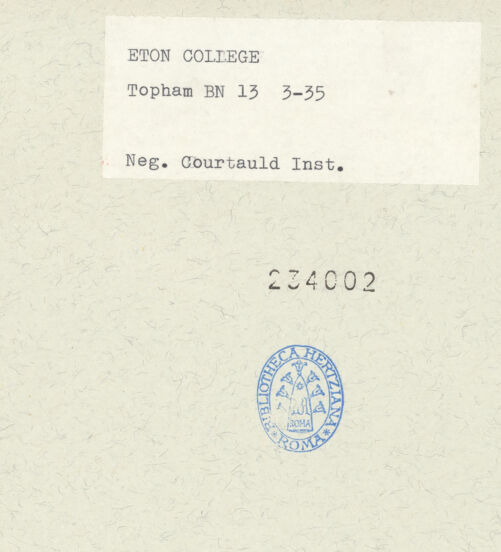 ETON COLLEGE
Topham BN 13 3-35
Neg. Courtauld Inst.
234002
BIBLIOTHECA HERTZIANA
ROMA
* ROMA *